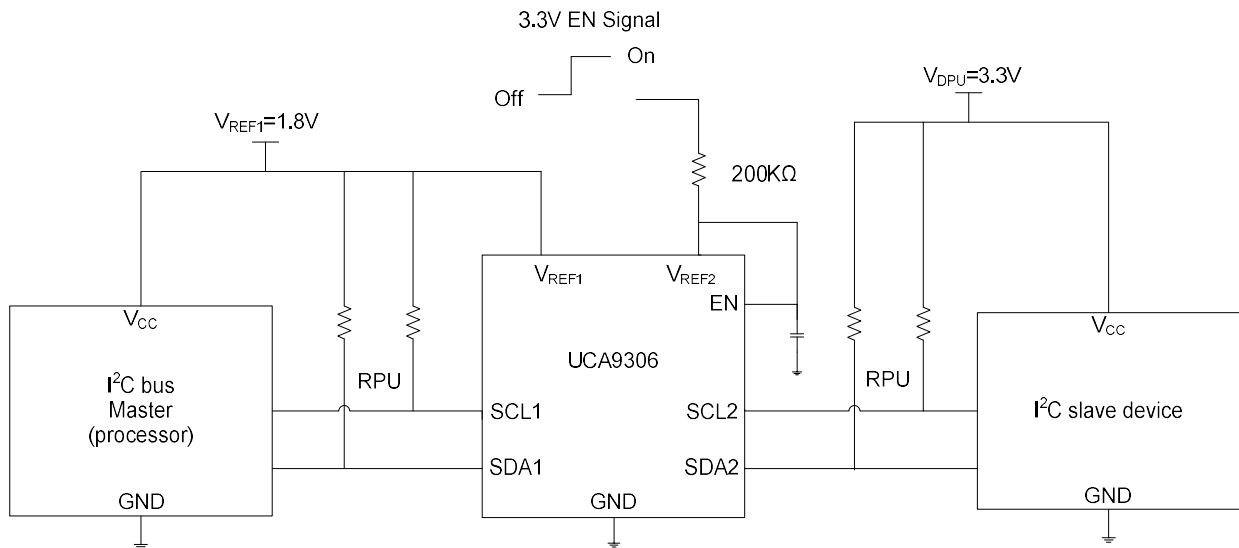 3.3V EN Signal
On
Off
V_DPU=3.3V
V_REF1=1.8V
200KΩ
V_REF1
V_REF2
EN
V_CC
V_CC
UCA9306
I²C bus
Master
(processor)
RPU
RPU
I²C slave device
SCL1
SCL2
SDA1
SDA2
GND
GND
GND